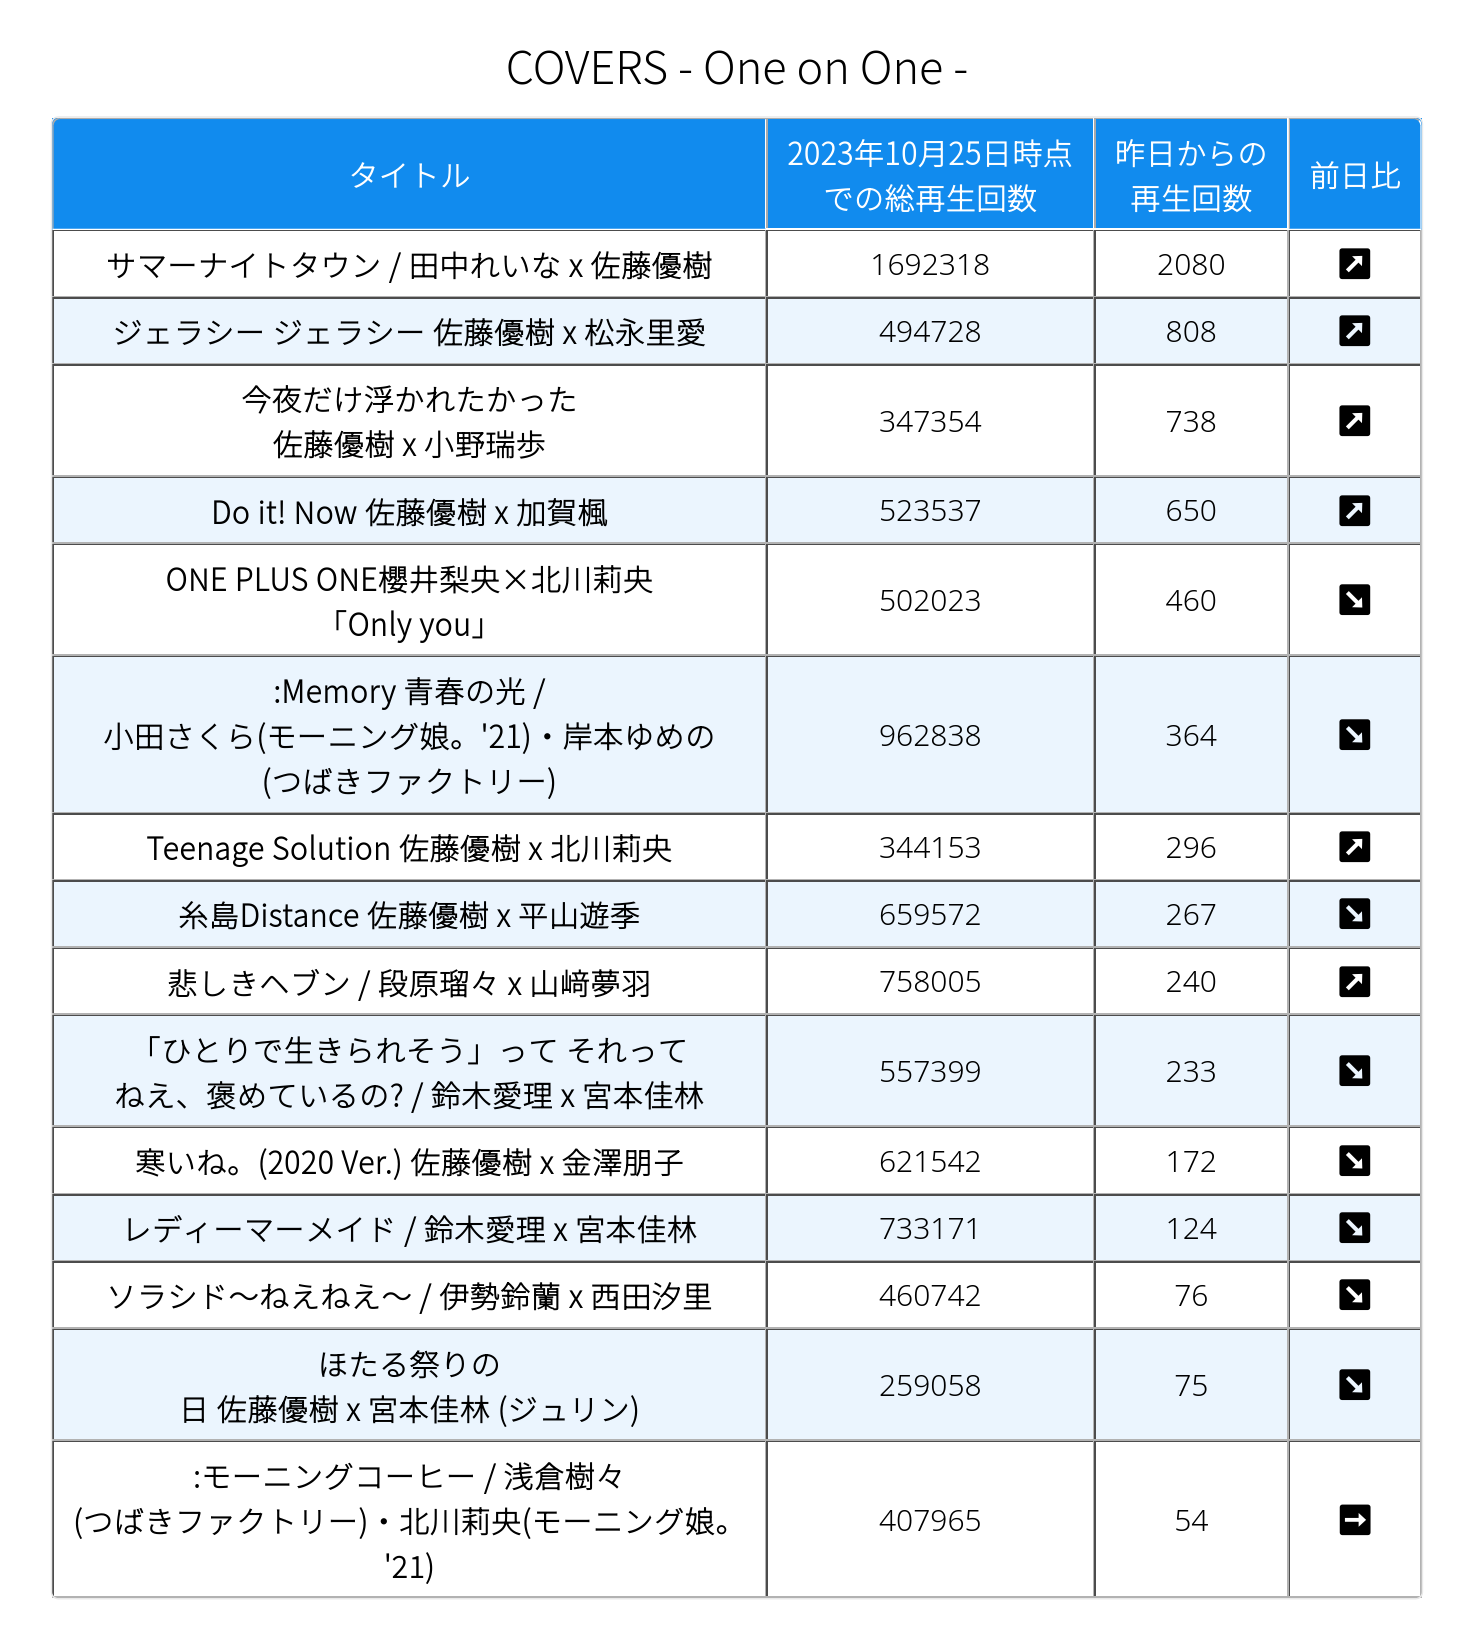 COVERS - One on One -
タイトル
2023年10月25日時点
での総再生回数
昨日からの
再生回数
前日比
サマーナイトタウン / 田中れいな x 佐藤優樹
1692318
2080
ジェラシー ジェラシー 佐藤優樹 x 松永里愛
494728
808
今夜だけ浮かれたかった
佐藤優樹 x 小野瑞歩
347354
738
Do it! Now 佐藤優樹 x 加賀楓
523537
650
ONE PLUS ONE櫻井梨央×北川莉央
「Only you」
502023
460
:Memory 青春の光 /
小田さくら(モーニング娘。'21)・岸本ゆめの
(つばきファクトリー)
962838
364
Teenage Solution 佐藤優樹 x 北川莉央
344153
296
糸島Distance 佐藤優樹 x 平山遊季
659572
267
悲しきヘブン / 段原瑠々 x 山﨑夢羽
758005
240
「ひとりで生きられそう」って それって
ねえ、褒めているの? / 鈴木愛理 x 宮本佳林
557399
233
寒いね。(2020 Ver.) 佐藤優樹 x 金澤朋子
621542
172
レディーマーメイド / 鈴木愛理 x 宮本佳林
733171
124
ソラシド〜ねえねえ〜 / 伊勢鈴蘭 x 西田汐里
460742
76
ほたる祭りの
日 佐藤優樹 x 宮本佳林 (ジュリン)
259058
75
:モーニングコーヒー / 浅倉樹々
(つばきファクトリー)・北川莉央(モーニング娘。
'21)
407965
54